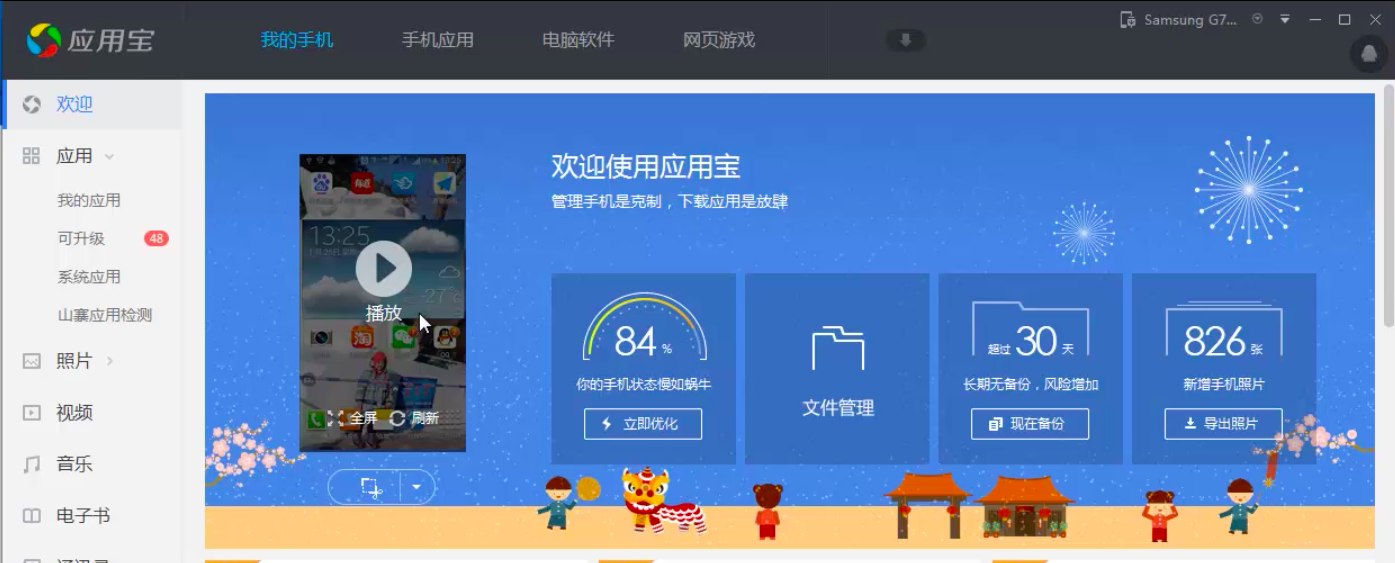 应用宝
我的手机
手机应用
电脑软件
网页游戏
Samsung G7...
欢迎
应用
我的应用
可升级
48
系统应用
山寨应用检测
照片
视频
音乐
电子书
13:25
播放
全屏
刷新
欢迎使用应用宝
管理手机是克制，下载应用是放肆
84 %
你的手机状态慢如蜗牛
立即优化
文件管理
超过 30 天
长期无备份，风险增加
现在备份
826 张
新增手机照片
导出照片